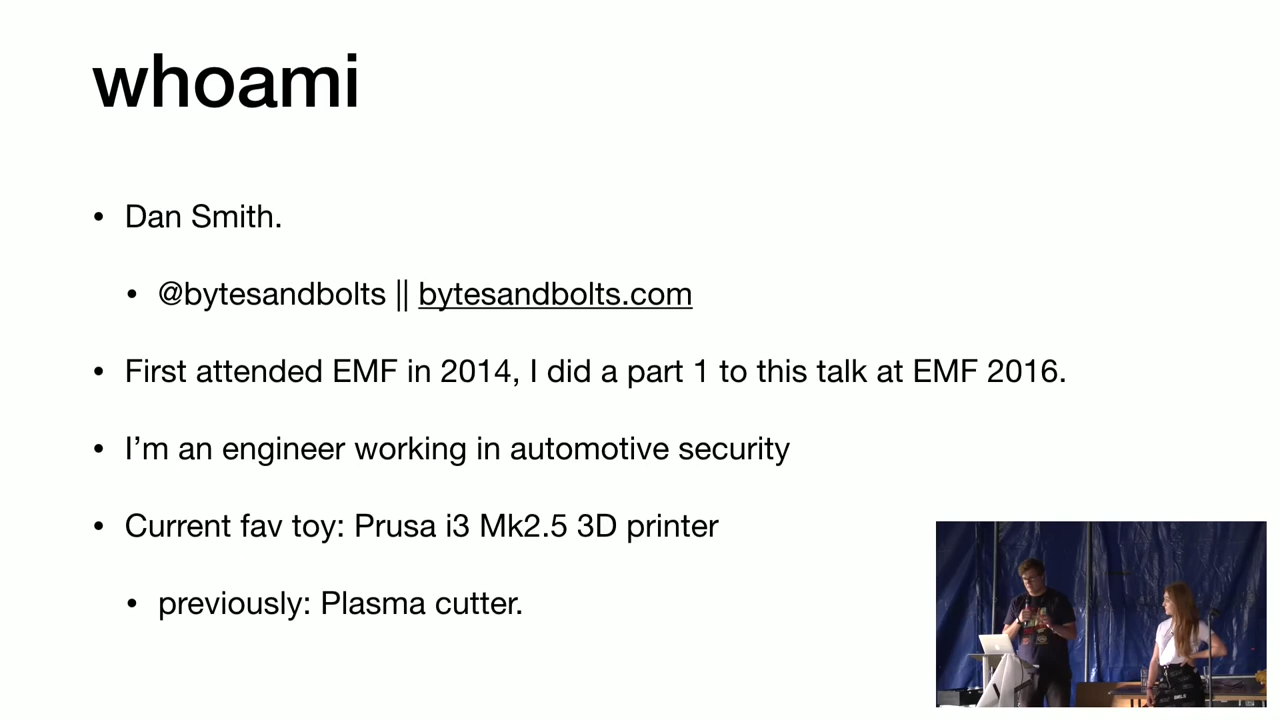 whoami
• Dan Smith.
• @bytesandbolts || bytesandbolts.com
• First attended EMF in 2014, I did a part 1 to this talk at EMF 2016.
• I’m an engineer working in automotive security
• Current fav toy: Prusa i3 Mk2.5 3D printer
• previously: Plasma cutter.